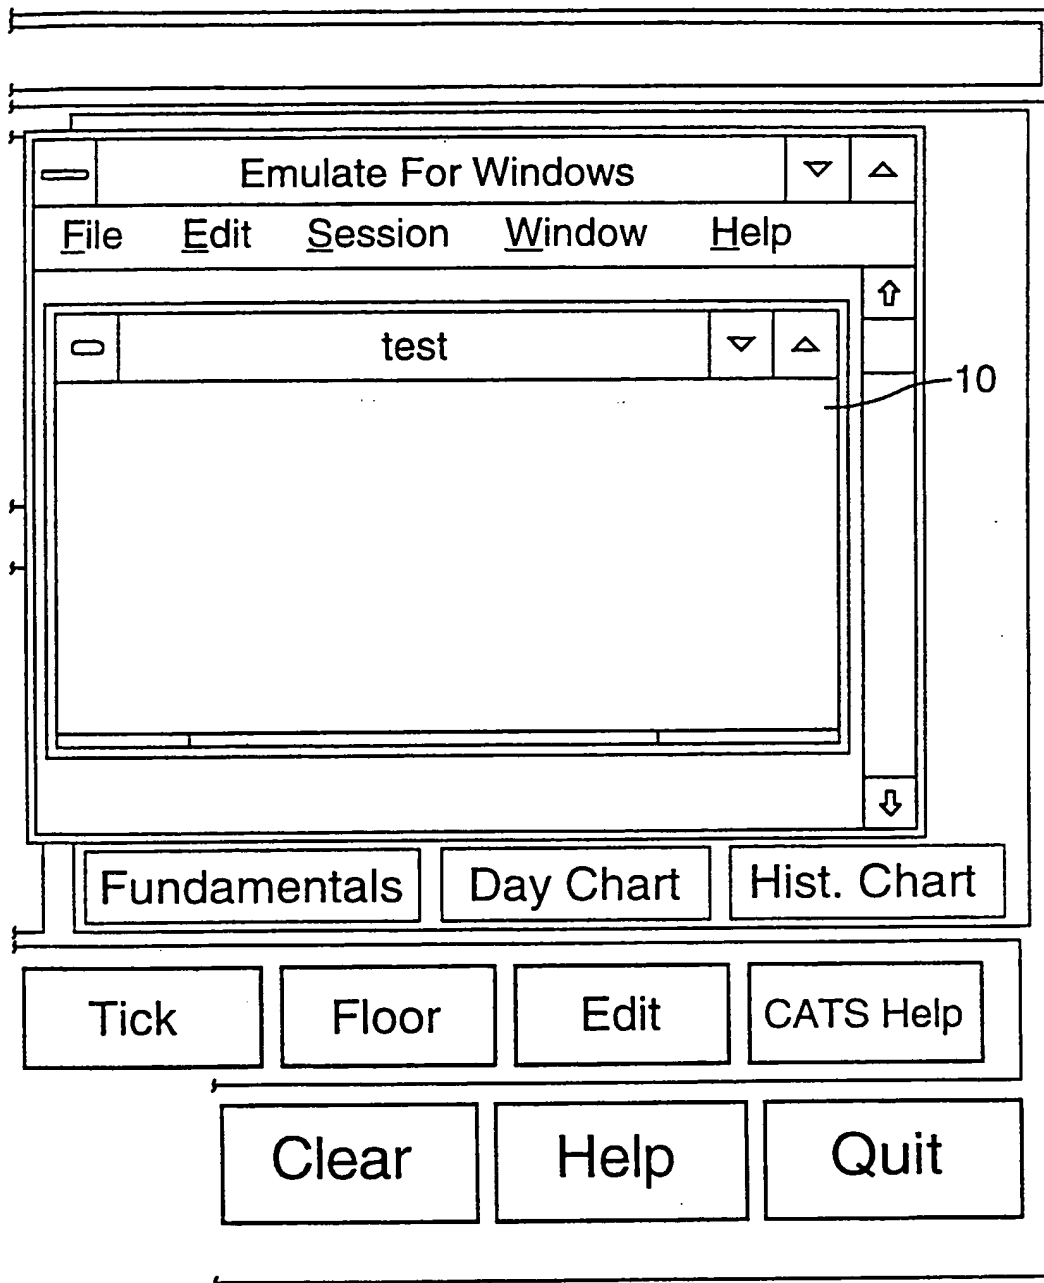 Emulate For Windows
File Edit Session Window Help
test
10
Fundamentals Day Chart Hist. Chart
Tick Floor Edit CATS Help
Clear Help Quit